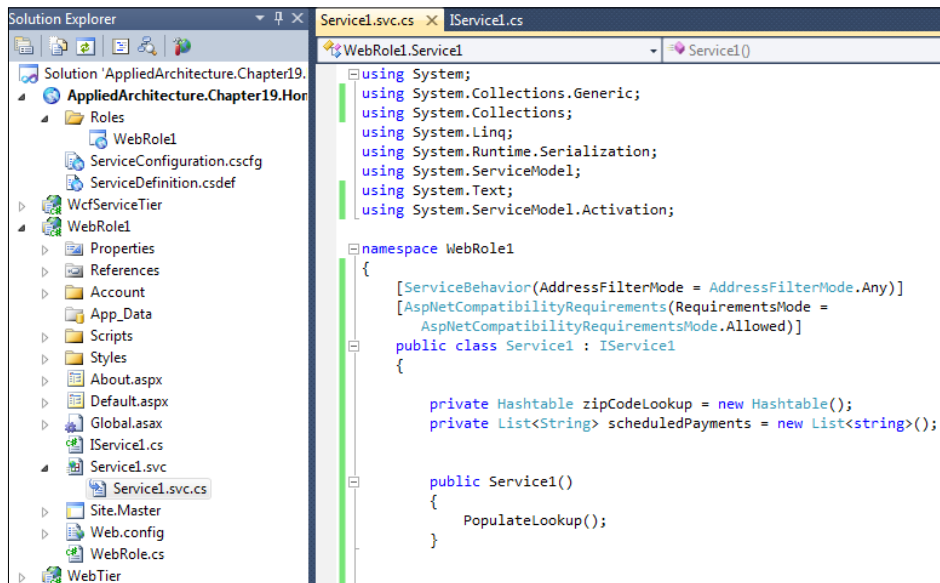 Solution Explorer
Solution 'AppliedArchitecture.Chapter19.
AppliedArchitecture.Chapter19.Hor
Roles
WebRole1
ServiceConfiguration.cscfg
ServiceDefinition.csdef
WcfServiceTier
WebRole1
Properties
References
Account
App_Data
Scripts
Styles
About.aspx
Default.aspx
Global.asax
IService1.cs
Service1.svc
Service1.svc.cs
Site.Master
Web.config
WebRole.cs
WebTier
Service1.svc.cs IService1.cs
WebRole1.Service1 Service1()
using System;
using System.Collections.Generic;
using System.Collections;
using System.Linq;
using System.Runtime.Serialization;
using System.ServiceModel;
using System.Text;
using System.ServiceModel.Activation;
namespace WebRole1
{
[ServiceBehavior(AddressFilterMode = AddressFilterMode.Any)]
[AspNetCompatibilityRequirements(RequirementsMode =
AspNetCompatibilityRequirementsMode.Allowed)]
public class Service1 : IService1
{
private Hashtable zipCodeLookup = new Hashtable();
private List<String> scheduledPayments = new List<string>();
public Service1()
{
PopulateLookup();
}